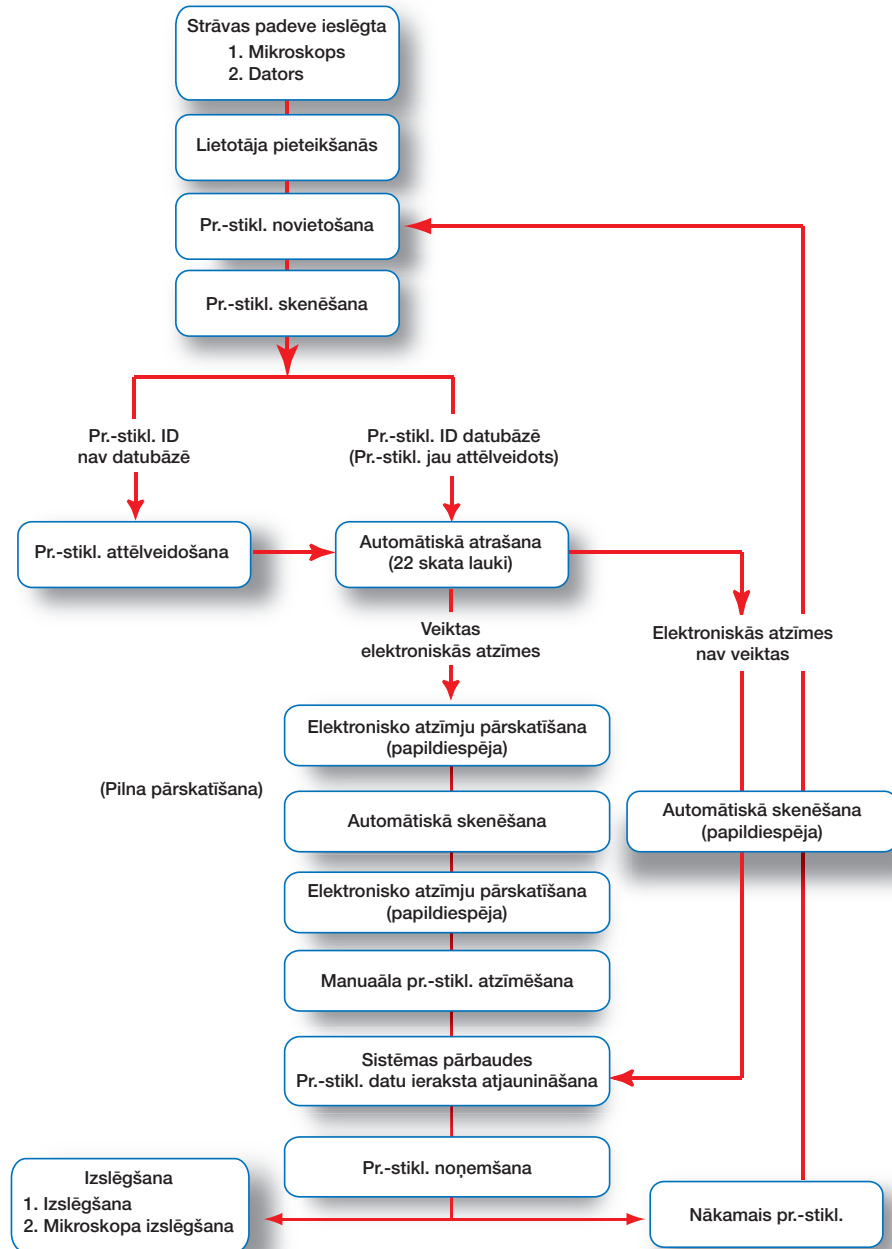 Strāvas padeve ieslēgta
1. Mikroskops
2. Dators
Lietotāja pieteikšanās
Pr.-stikl. novietošana
Pr.-stikl. skenēšana
Pr.-stikl. ID
nav datubāzē
Pr.-stikl. ID datubāzē
(Pr.-stikl. jau attēlveidots)
Pr.-stikl. attēlveidošana
Automātiskā atrašana
(22 skata lauki)
Veiktas
elektroniskās atzīmes
Elektroniskās atzīmes
nav veiktas
Elektronisko atzīmju pārskatīšana
(papildiespēja)
(Pilna pārskatīšana)
Automātiskā skenēšana
Automātiskā skenēšana
(papildiespēja)
Elektronisko atzīmju pārskatīšana
(papildiespēja)
Manuaāla pr.-stikl. atzīmēšana
Sistēmas pārbaudes
Pr.-stikl. datu ieraksta atjaunināšana
Pr.-stikl. noņemšana
Izslēgšana
1. Izslēgšana
2. Mikroskopa izslēgšana
Nākamais pr.-stikl.